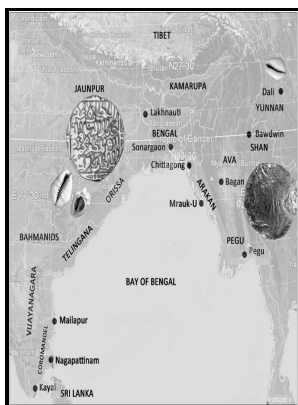 TIBET
KAMARUPA
JAUNPUR
Dali
YUNNAN
Lakhnauti
BENGAL
Bawdwin
SHAN
Sonargaon
Chittagong
AVA
Bagan
ORISSA
ARAKAN
Mrauk-U
TELINGANA
BAHMANIDS
PEGU
Pegu
VIJAYANAGARA
BAY OF BENGAL
Mailapur
COROMANDEL
Nagapattinam
Kayal
SRI LANKA